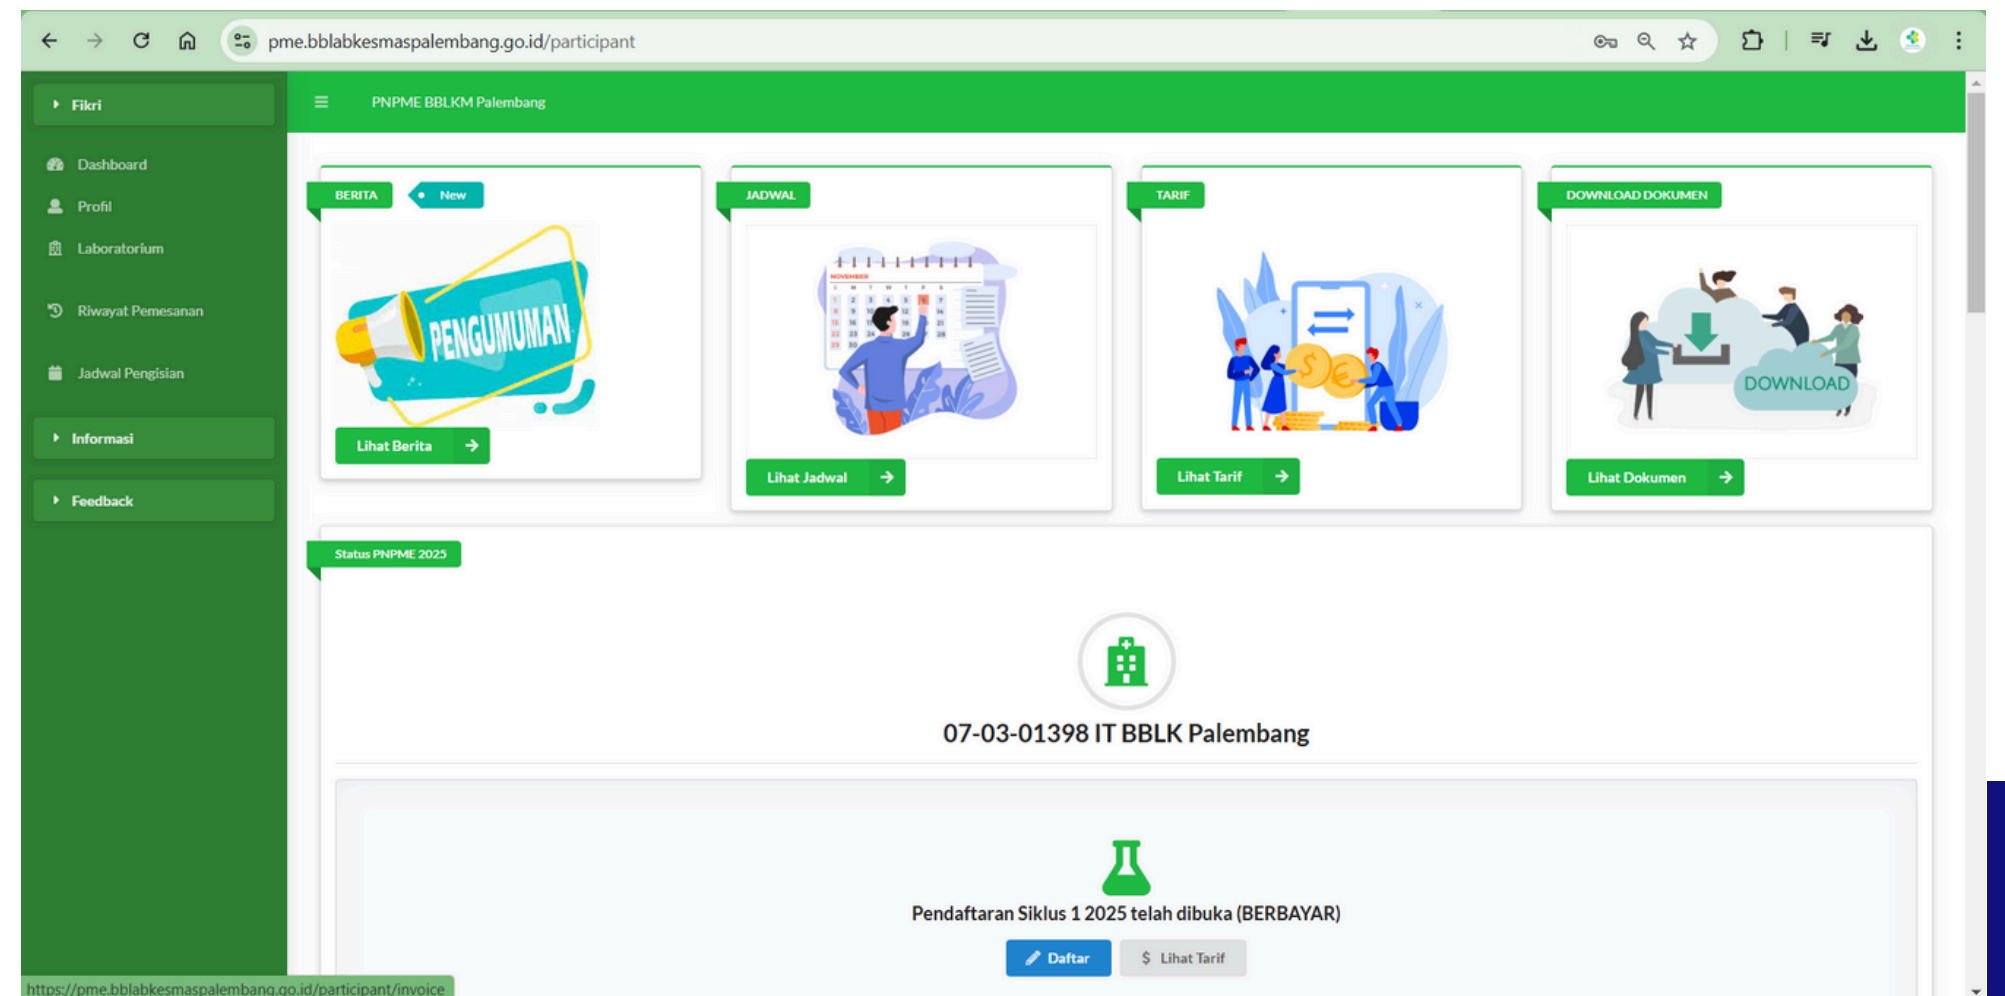 pme.bblabkesmaspalembang.go.id/participant
Fikri
PNPME BBLKM Palembang
Dashboard
Profil
Laboratorium
Riwayat Pemesanan
Jadwal Pengisian
Informasi
Feedback
BERITA
New
PENGUMUMAN
Lihat Berita
JADWAL
NOVEMBER
Lihat Jadwal
TARIF
Lihat Tarif
DOWNLOAD DOKUMEN
DOWNLOAD
Lihat Dokumen
Status PNPME 2025
07-03-01398 IT BBLK Palembang
Pendaftaran Siklus 1 2025 telah dibuka (BERBAYAR)
Daftar
$ Lihat Tarif
https://pme.bblabkesmaspalembang.go.id/participant/invoice